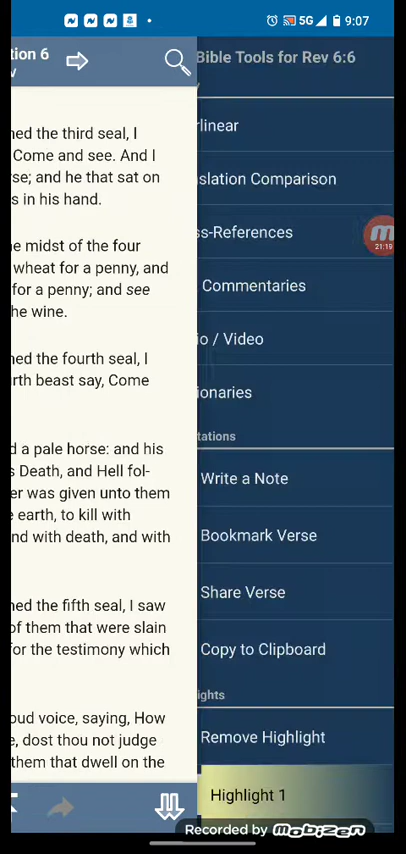 5G 9:07
tion 6
Bible Tools for Rev 6:6
rlinear
nslation Comparison
ss-References
Commentaries
io / Video
ionaries
tations
Write a Note
Bookmark Verse
Share Verse
Copy to Clipboard
ights
Remove Highlight
Highlight 1
21:19
ned the third seal, I
Come and see. And I
rse; and he that sat on
s in his hand.
e midst of the four
wheat for a penny, and
for a penny; and see
he wine.
ned the fourth seal, I
rth beast say, Come
d a pale horse: and his
s Death, and Hell fol-
er was given unto them
e earth, to kill with
nd with death, and with
ned the fifth seal, I saw
of them that were slain
for the testimony which
oud voice, saying, How
e, dost thou not judge
them that dwell on the
Recorded by mobizen